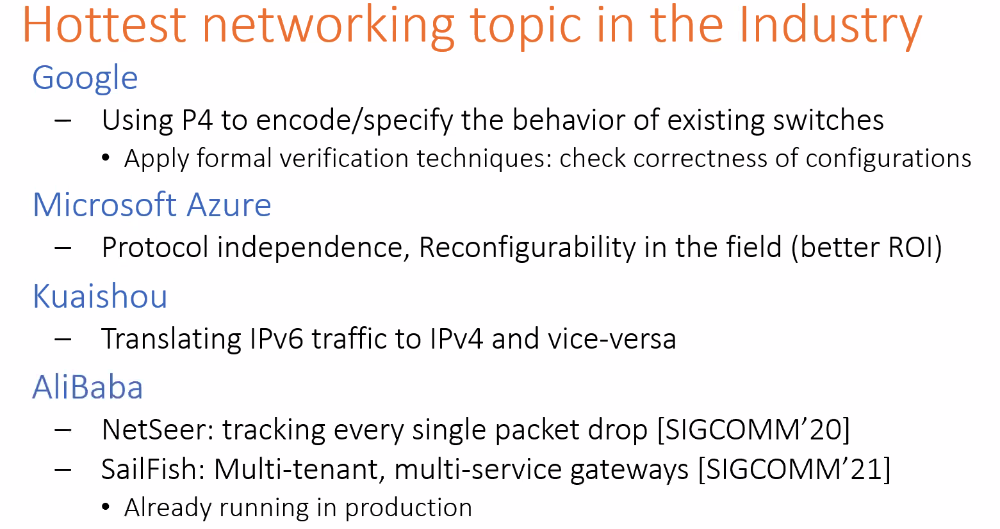 Hottest networking topic in the Industry
Google
– Using P4 to encode/specify the behavior of existing switches
• Apply formal verification techniques: check correctness of configurations
Microsoft Azure
– Protocol independence, Reconfigurability in the field (better ROI)
Kuaishou
– Translating IPv6 traffic to IPv4 and vice-versa
AliBaba
– NetSeer: tracking every single packet drop [SIGCOMM’20]
– SailFish: Multi-tenant, multi-service gateways [SIGCOMM’21]
• Already running in production